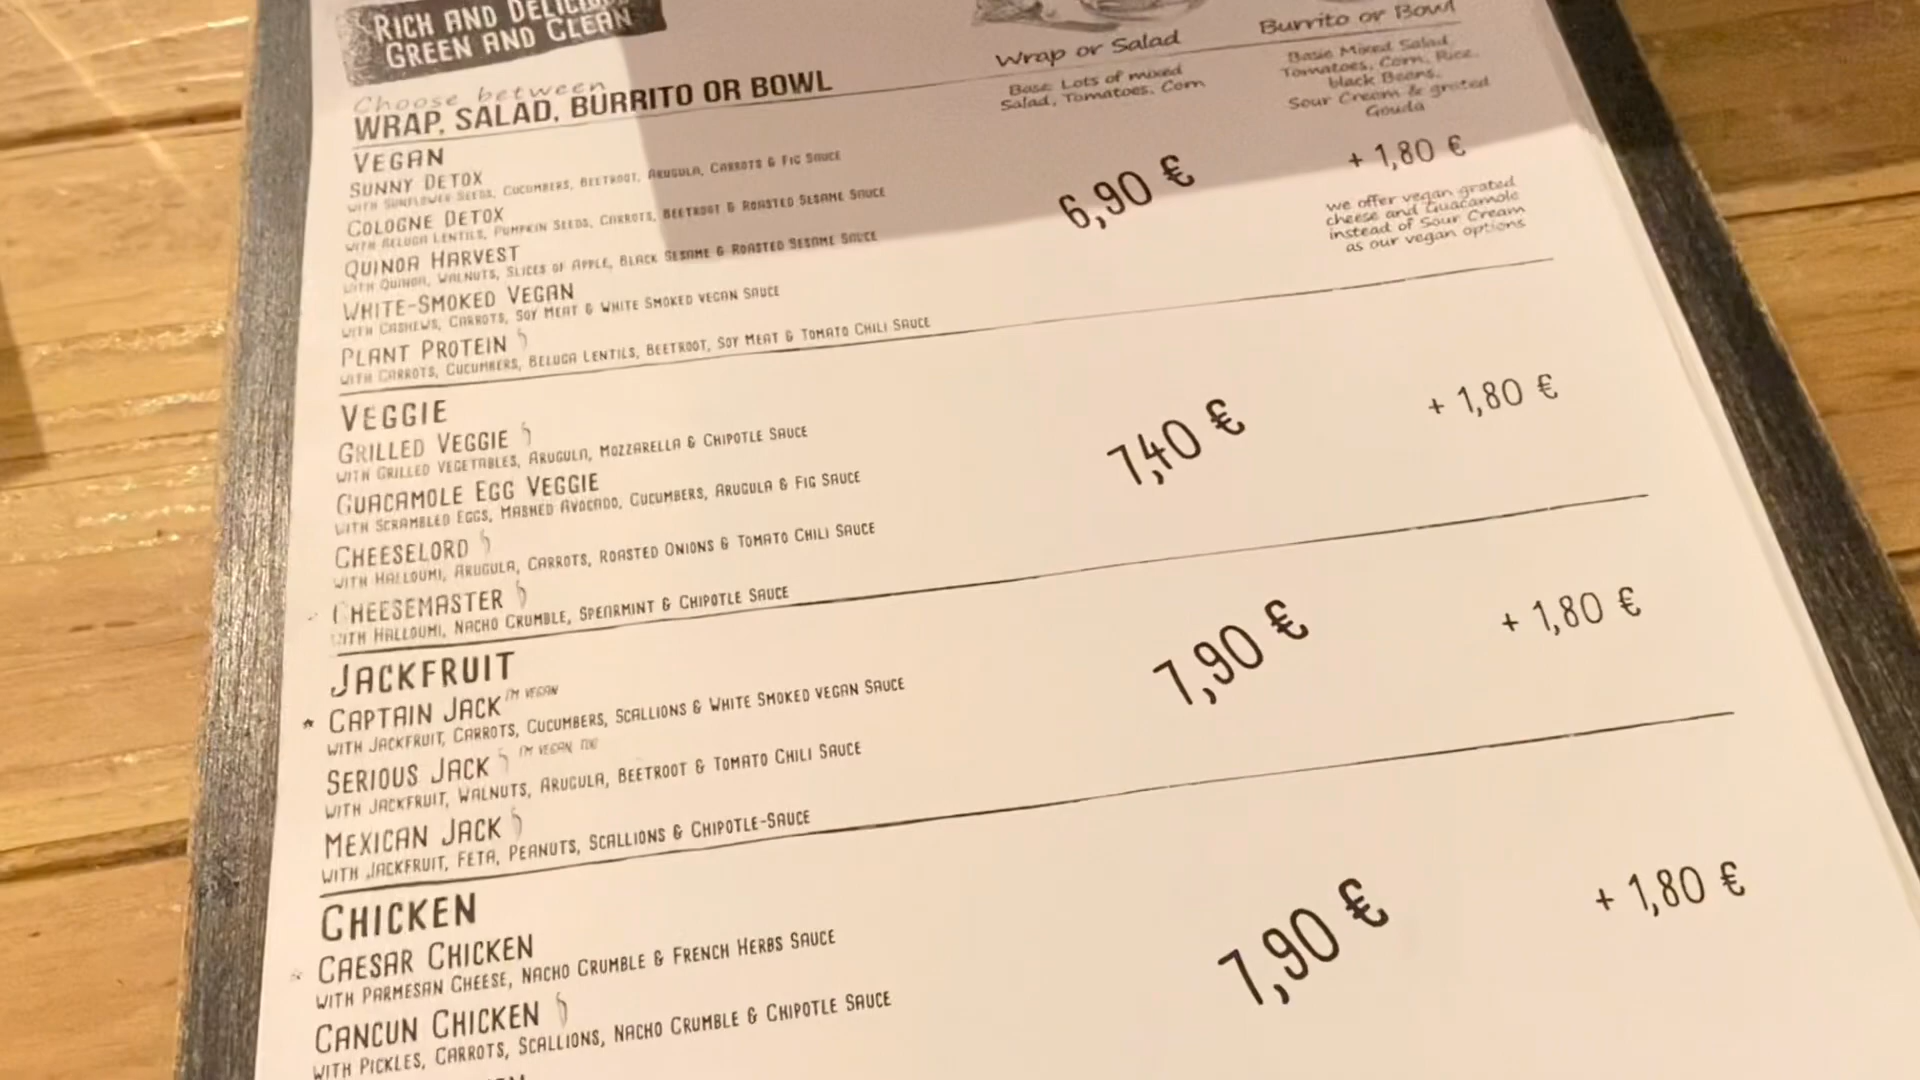 RICH AND DELICIOUS
GREEN AND CLEAN
Choose between
WRAP, SALAD, BURRITO OR BOWL
Wrap or Salad
Base: Lots of mixed
Salad, Tomatoes, Corn
Burrito or Bowl
Basis Mixed Salad,
Tomatoes, Corn, Rice,
black Beans,
Sour Cream & grated
Gouda
VEGAN
SUNNY DETOX
WITH SUNFLOWER SEEDS, CUCUMBERS, BEETROOT, ARUGULA, CARROTS & FIG SAUCE
COLOGNE DETOX
WITH BELUGA LENTILS, PUMPKIN SEEDS, CARROTS, BEETROOT & ROASTED SESAME SAUCE
QUINOA HARVEST
WITH QUINOA, WALNUTS, SLICES OF APPLE, BLACK SESAME & ROASTED SESAME SAUCE
WHITE-SMOKED VEGAN
WITH CASHEWS, CARROTS, SOY MEAT & WHITE SMOKED VEGAN SAUCE
PLANT PROTEIN
WITH CARROTS, CUCUMBERS, BELUGA LENTILS, BEETROOT, SOY MEAT & TOMATO CHILI SAUCE
6,90 €
+ 1,80 €
we offer vegan grated
cheese and Guacamole
instead of Sour Cream
as our vegan options
VEGGIE
GRILLED VEGGIE
WITH GRILLED VEGETABLES, ARUGULA, MOZZARELLA & CHIPOTLE SAUCE
GUACAMOLE EGG VEGGIE
WITH SCRAMBLED EGGS, MASHED AVOCADO, CUCUMBERS, ARUGULA & FIG SAUCE
CHEESELORD
WITH HALLOUMI, ARUGULA, CARROTS, ROASTED ONIONS & TOMATO CHILI SAUCE
CHEESEMASTER
WITH HALLOUMI, NACHO CRUMBLE, SPEARMINT & CHIPOTLE SAUCE
7,40 €
+ 1,80 €
JACKFRUIT
* CAPTAIN JACK I'M VEGAN
WITH JACKFRUIT, CARROTS, CUCUMBERS, SCALLIONS & WHITE SMOKED VEGAN SAUCE
SERIOUS JACK I'M VEGAN, TOO
WITH JACKFRUIT, WALNUTS, ARUGULA, BEETROOT & TOMATO CHILI SAUCE
MEXICAN JACK
WITH JACKFRUIT, FETA, PEANUTS, SCALLIONS & CHIPOTLE-SAUCE
7,90 €
+ 1,80 €
CHICKEN
* CAESAR CHICKEN
WITH PARMESAN CHEESE, NACHO CRUMBLE & FRENCH HERBS SAUCE
CANCUN CHICKEN
WITH PICKLES, CARROTS, SCALLIONS, NACHO CRUMBLE & CHIPOTLE SAUCE
7,90 €
+ 1,80 €